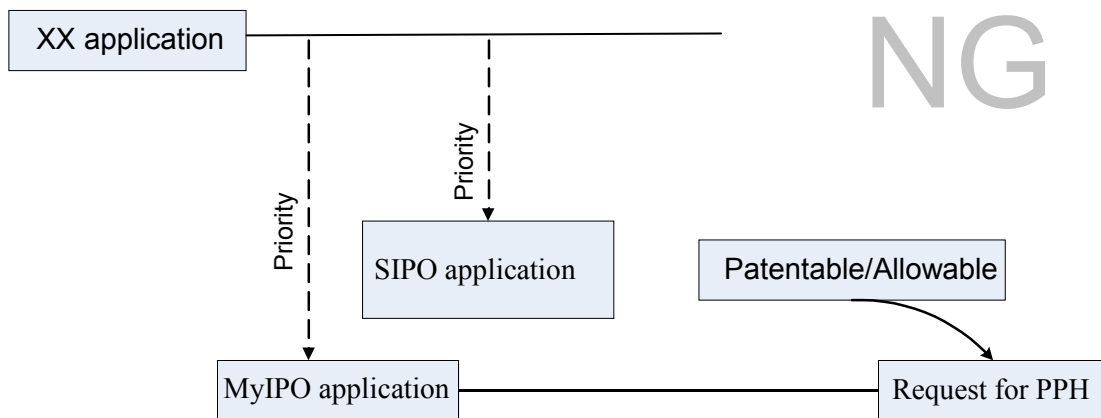 XX application
NG
Priority
Priority
SIPO application
Patentable/Allowable
MyIPO application
Request for PPH